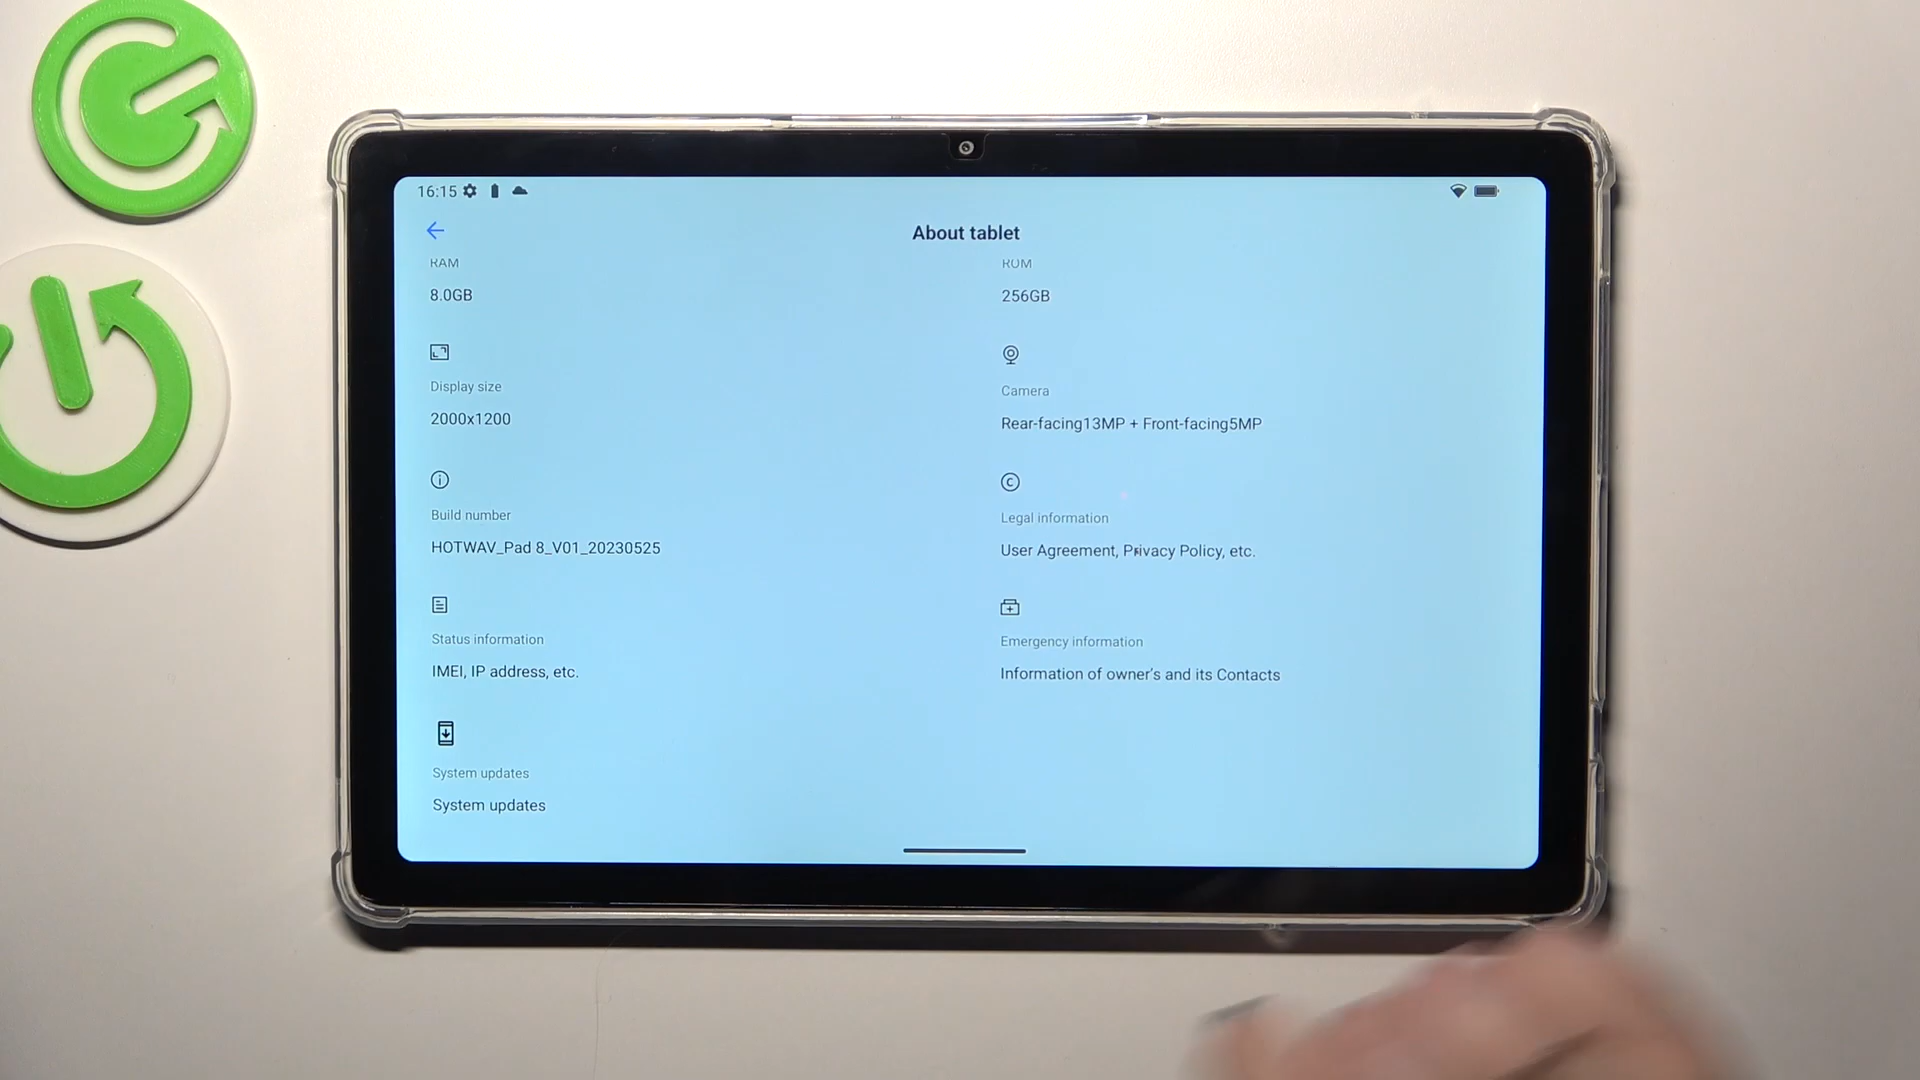 16:15
About tablet
RAM
ROM
8.0GB
256GB
Display size
Camera
2000x1200
Rear-facing13MP + Front-facing5MP
Build number
Legal information
HOTWAV_Pad 8_V01_20230525
User Agreement, Privacy Policy, etc.
Status information
Emergency information
IMEI, IP address, etc.
Information of owner's and its Contacts
System updates
System updates